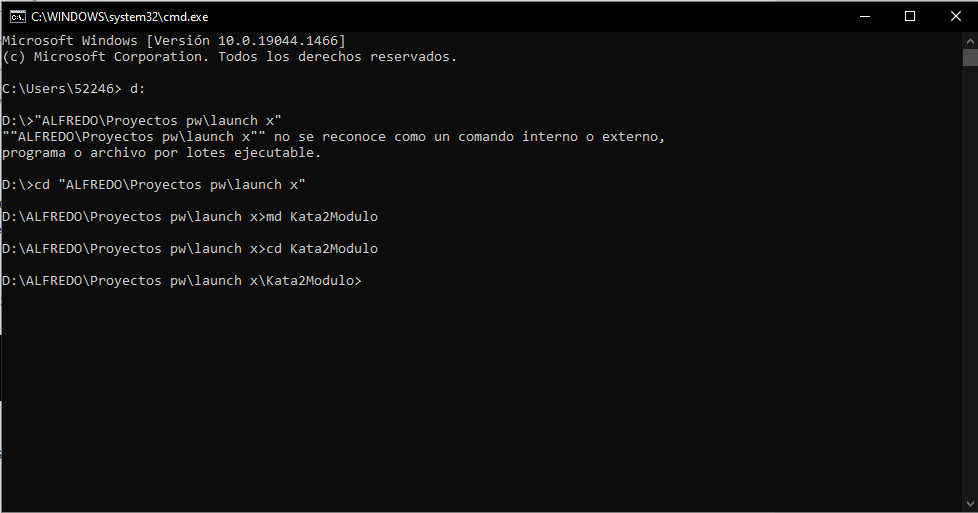 C:\WINDOWS\system32\cmd.exe
Microsoft Windows [Versión 10.0.19044.1466]
(c) Microsoft Corporation. Todos los derechos reservados.
C:\Users\52246> d:
D:\>"ALFREDO\Proyectos pw\launch x"
""ALFREDO\Proyectos pw\launch x"" no se reconoce como un comando interno o externo,
programa o archivo por lotes ejecutable.
D:\>cd "ALFREDO\Proyectos pw\launch x"
D:\ALFREDO\Proyectos pw\launch x>md Kata2Modulo
D:\ALFREDO\Proyectos pw\launch x>cd Kata2Modulo
D:\ALFREDO\Proyectos pw\launch x\Kata2Modulo>